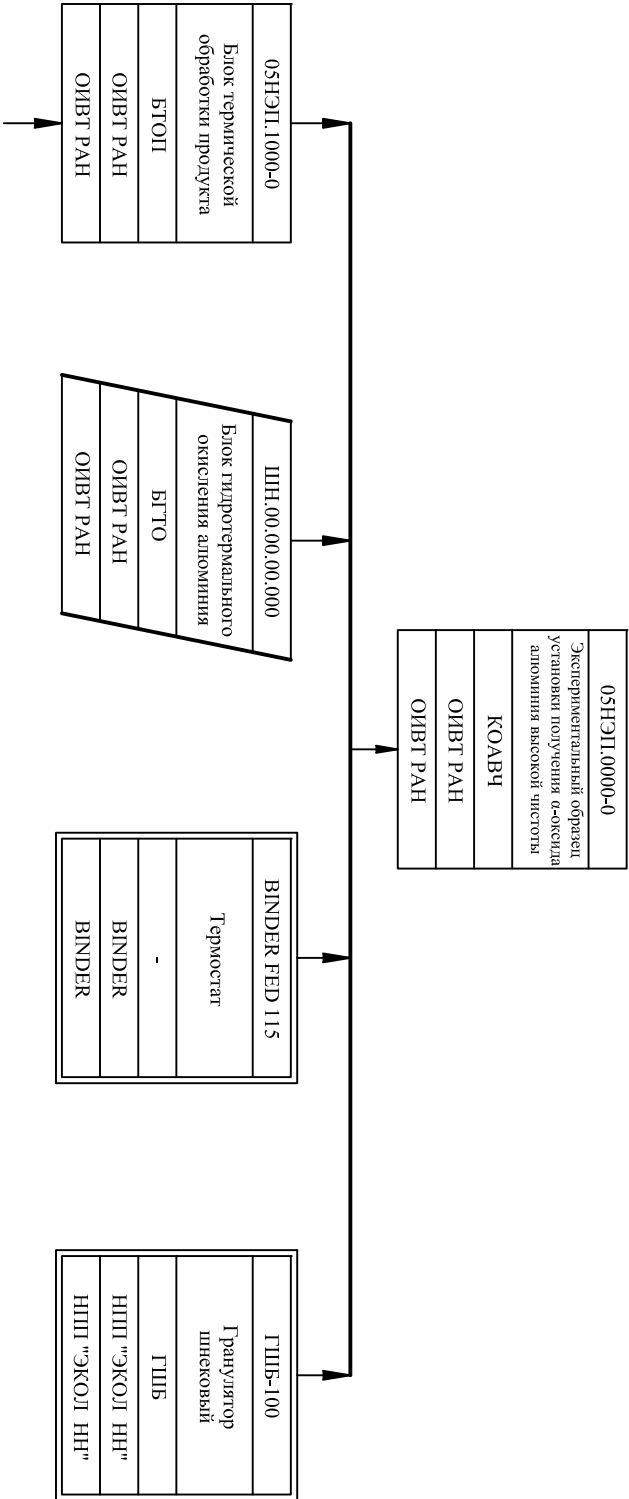 05НЭП.0000-0
Экспериментальный образец
установки получения α-оксида
алюминия высокой чистоты
КОАВЧ
ОИВТ РАН
ОИВТ РАН
05НЭП.1000-0
Блок термической
обработки продукта
БТОП
ОИВТ РАН
ОИВТ РАН
ШН.00.00.00.000
Блок гидротермального
окисления алюминия
БГТО
ОИВТ РАН
ОИВТ РАН
BINDER FED 115
Термостат
-
BINDER
BINDER
ГШБ-100
Гранулятор
шнековый
ГШБ
НПП "ЭКОЛ НН"
НПП "ЭКОЛ НН"